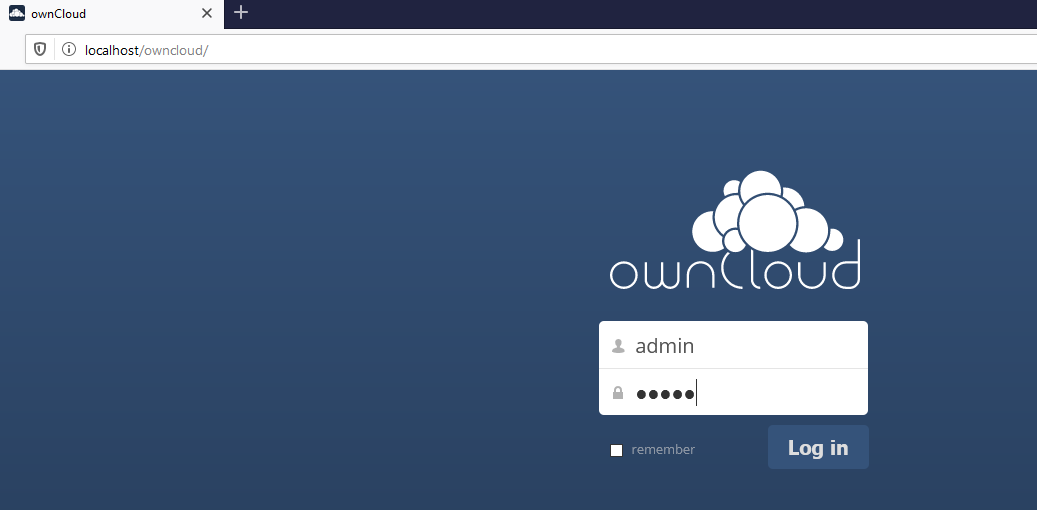 ownCloud
localhost/owncloud/
ownCloud
admin
●●●●●
remember
Log in